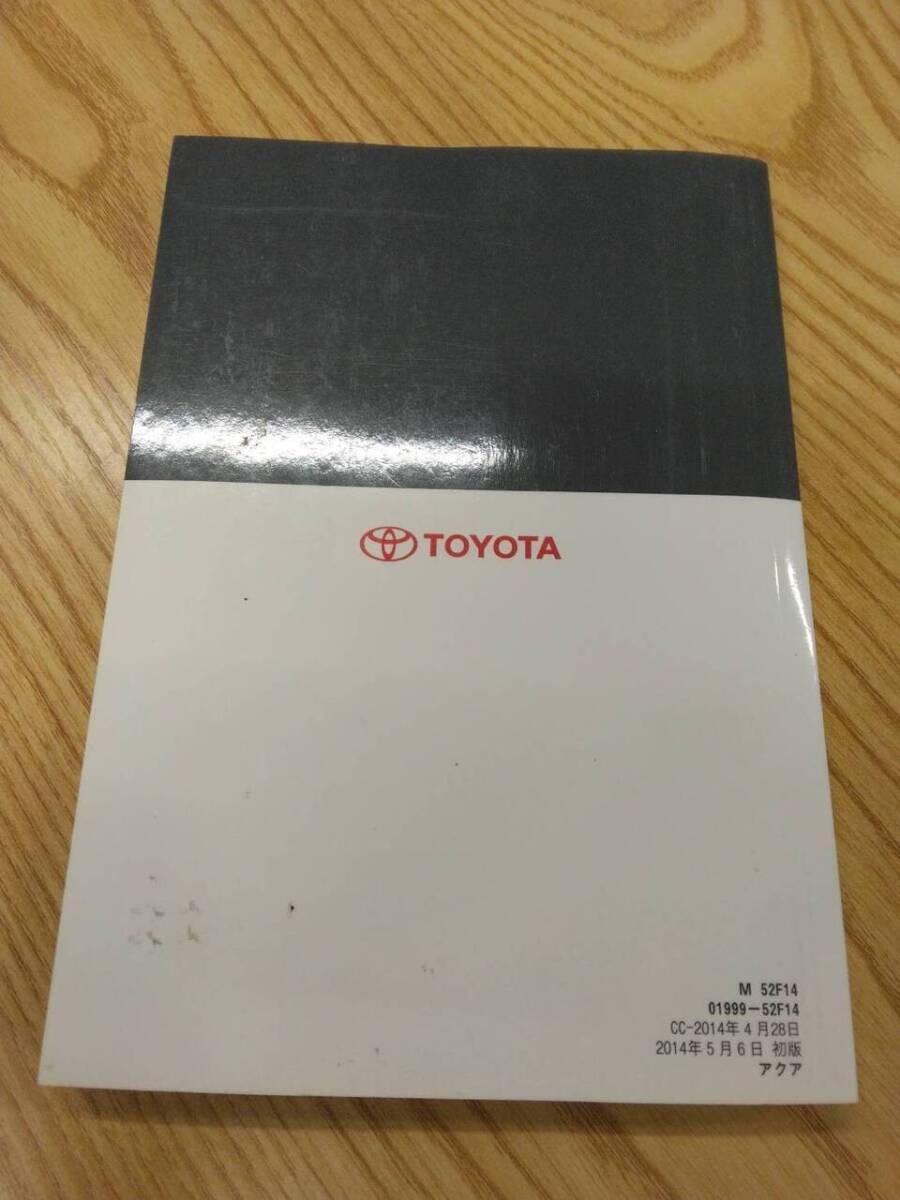 TOYOTA
M 52F14
01999-52F14
CC-2014年4月28日
2014年5月6日 初版
アクア